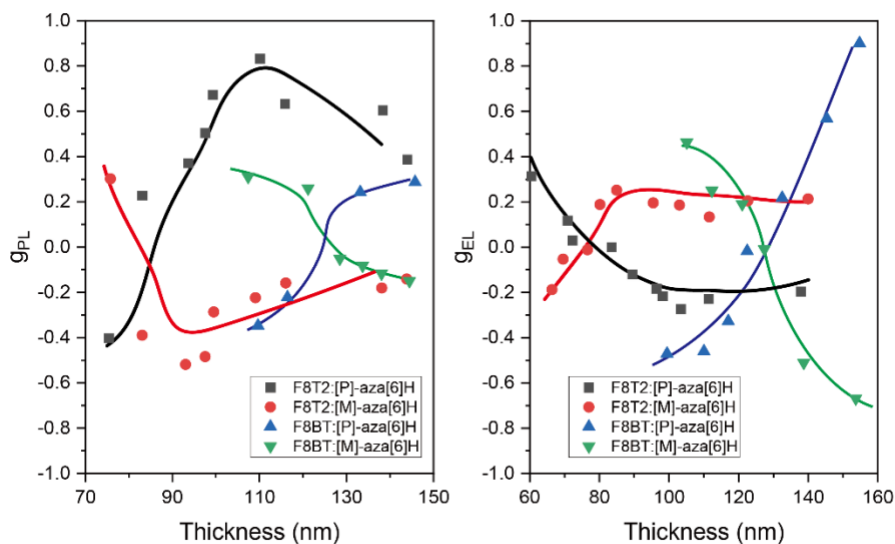 1.0
0.8
0.6
0.4
0.2
0.0
-0.2
-0.4
-0.6
-0.8
-1.0
gPL
70
90
110
130
150
Thickness (nm)
F8T2:[P]-aza[6]H
F8T2:[M]-aza[6]H
F8BT:[P]-aza[6]H
F8BT:[M]-aza[6]H
1.0
0.8
0.6
0.4
0.2
0.0
-0.2
-0.4
-0.6
-0.8
-1.0
gEL
60
80
100
120
140
160
Thickness (nm)
F8T2:[P]-aza[6]H
F8T2:[M]-aza[6]H
F8BT:[P]-aza[6]H
F8BT:[M]-aza[6]H